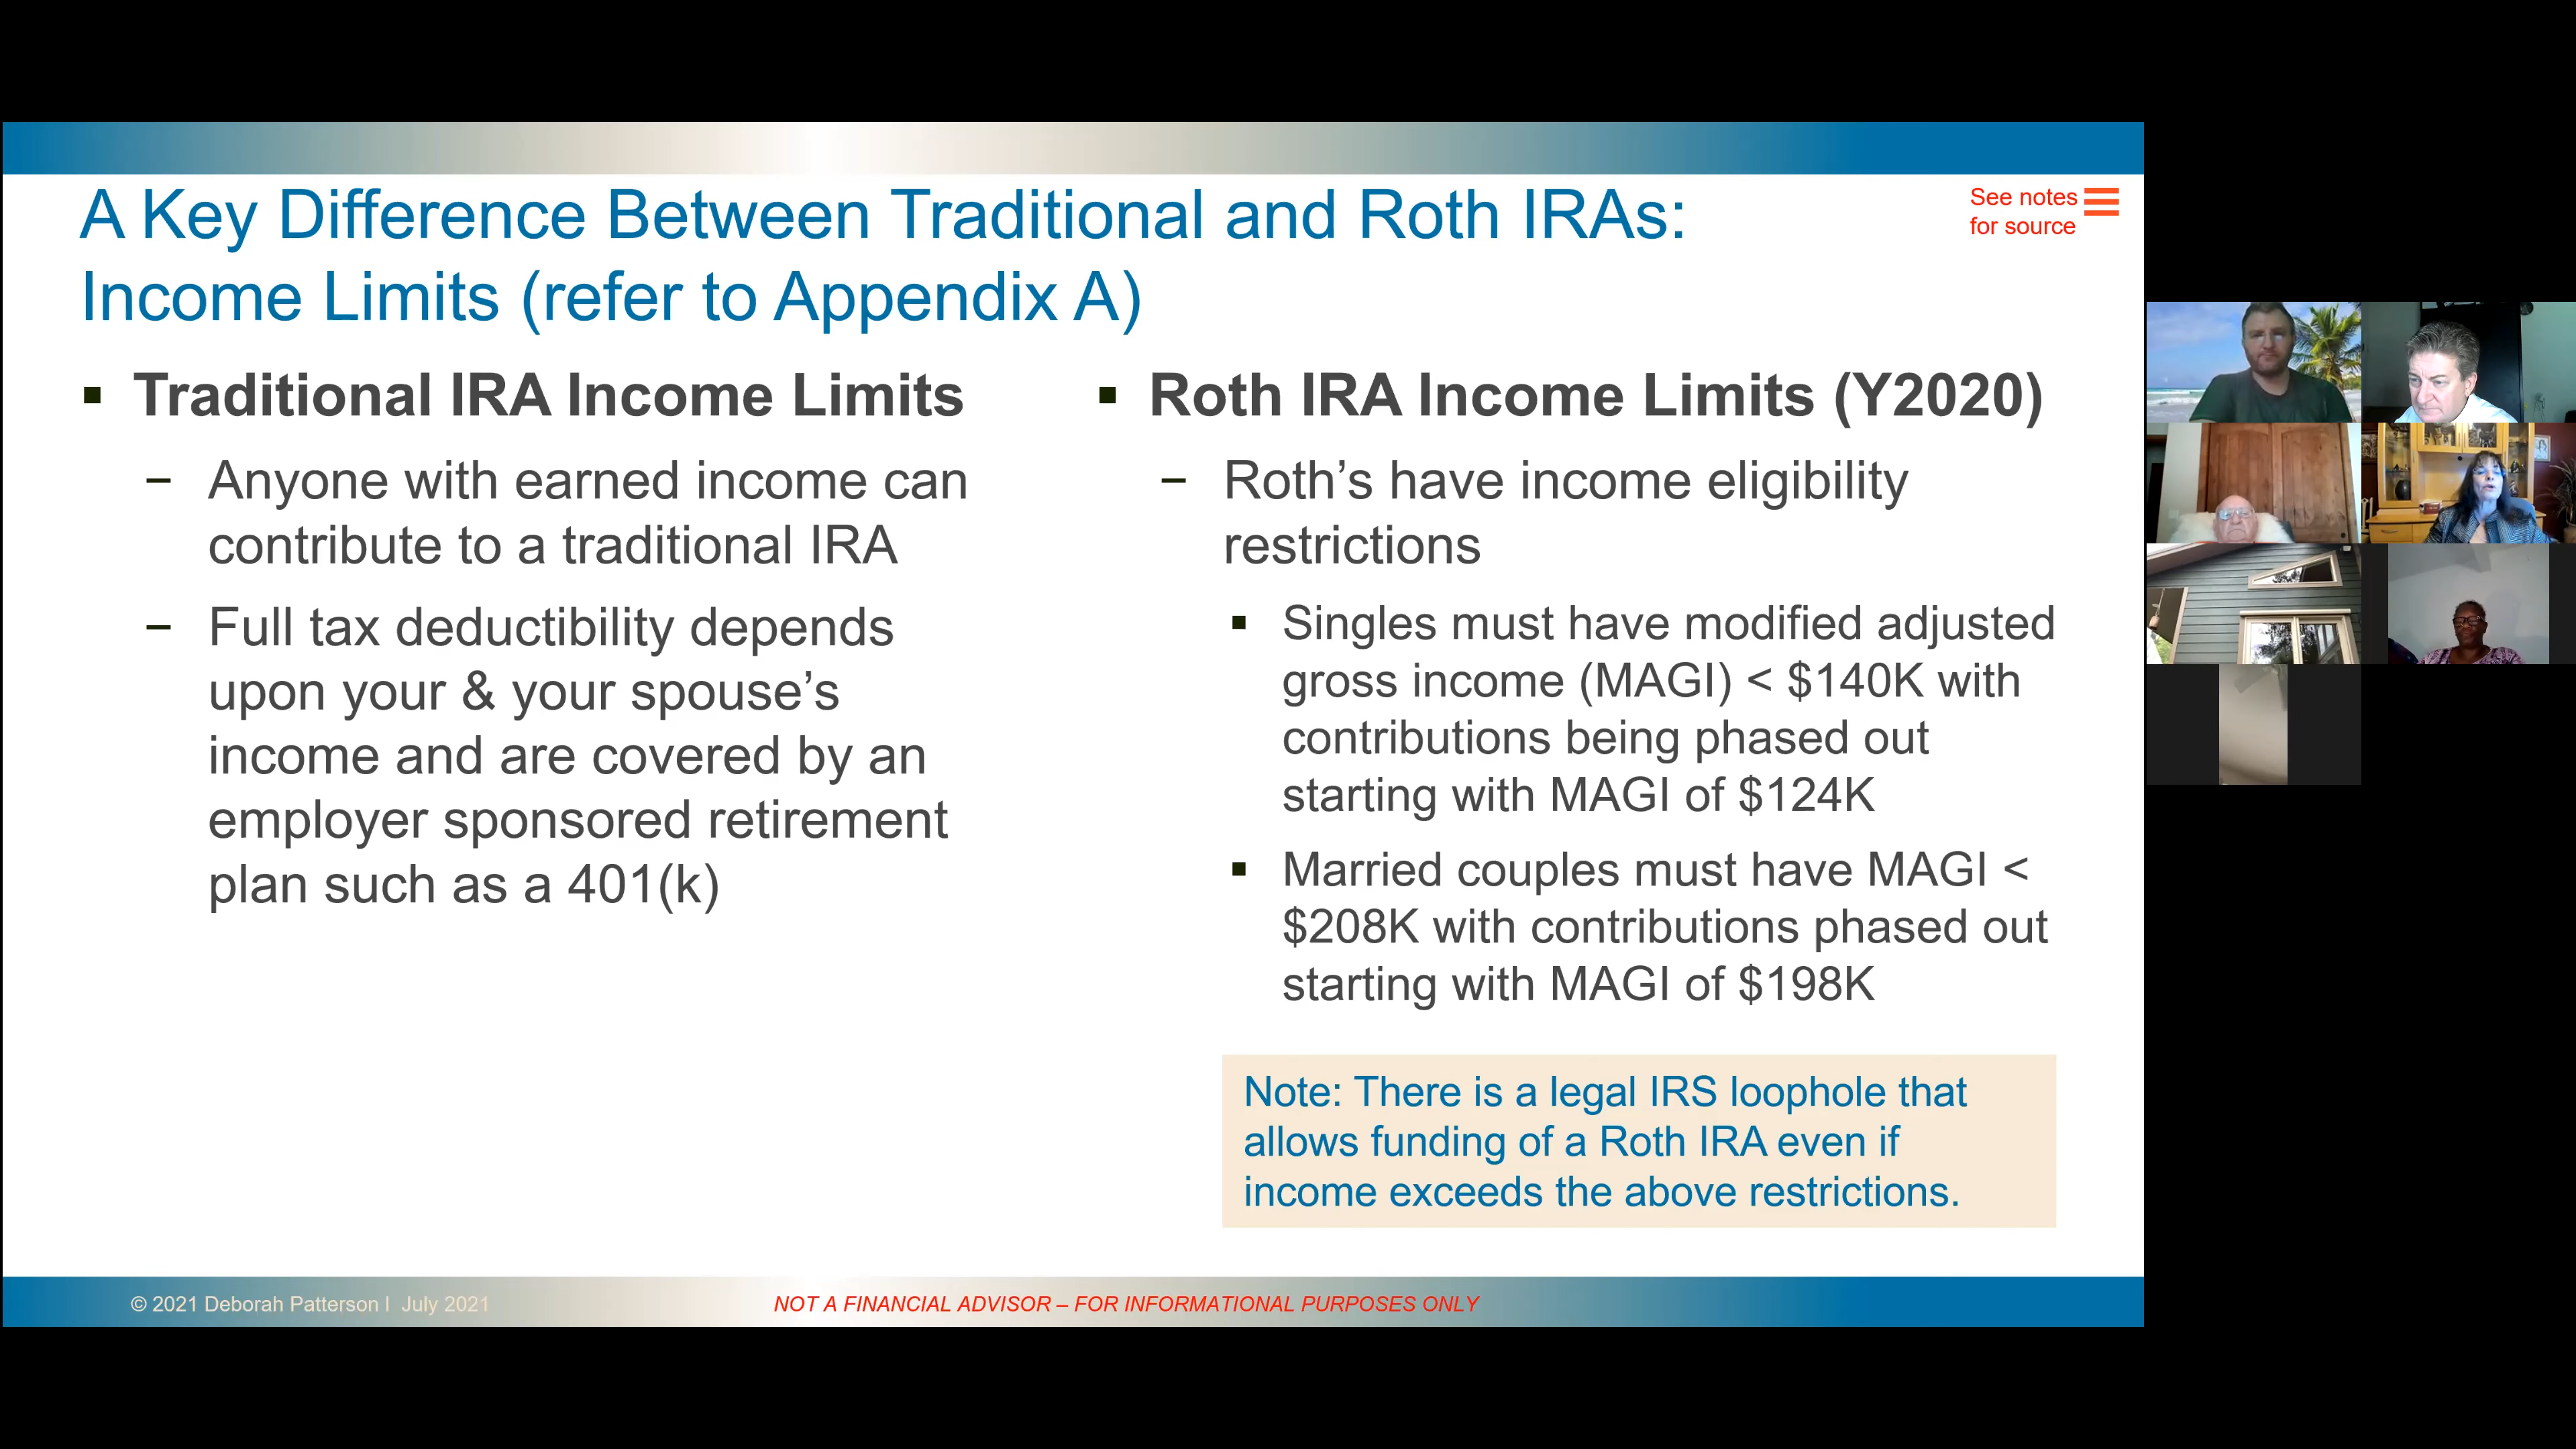 A Key Difference Between Traditional and Roth IRAs:
Income Limits (refer to Appendix A)
See notes
for source
▪ Traditional IRA Income Limits
– Anyone with earned income can
contribute to a traditional IRA
– Full tax deductibility depends
upon your & your spouse’s
income and are covered by an
employer sponsored retirement
plan such as a 401(k)
▪ Roth IRA Income Limits (Y2020)
– Roth’s have income eligibility
restrictions
▪ Singles must have modified adjusted
gross income (MAGI) < $140K with
contributions being phased out
starting with MAGI of $124K
▪ Married couples must have MAGI <
$208K with contributions phased out
starting with MAGI of $198K
Note: There is a legal IRS loophole that
allows funding of a Roth IRA even if
income exceeds the above restrictions.
© 2021 Deborah Patterson I July 2021
NOT A FINANCIAL ADVISOR – FOR INFORMATIONAL PURPOSES ONLY